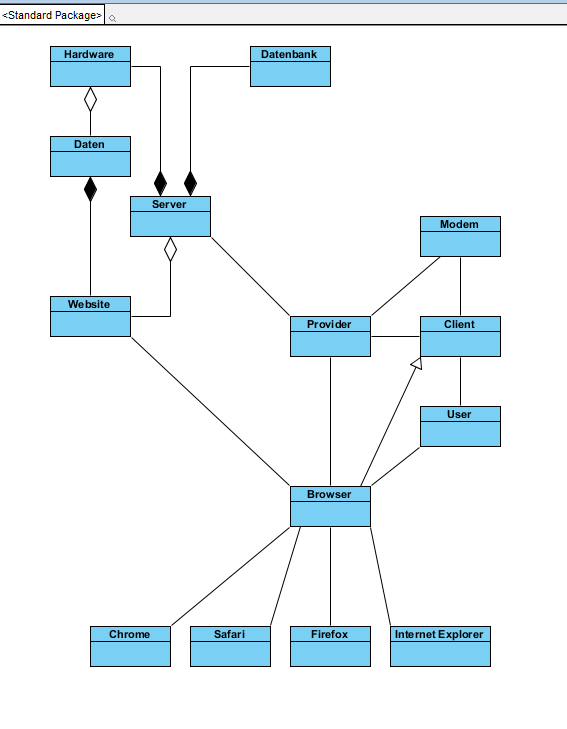 <Standard Package>
Hardware
Datenbank
Daten
Server
Modem
Website
Provider
Client
User
Browser
Chrome
Safari
Firefox
Internet Explorer